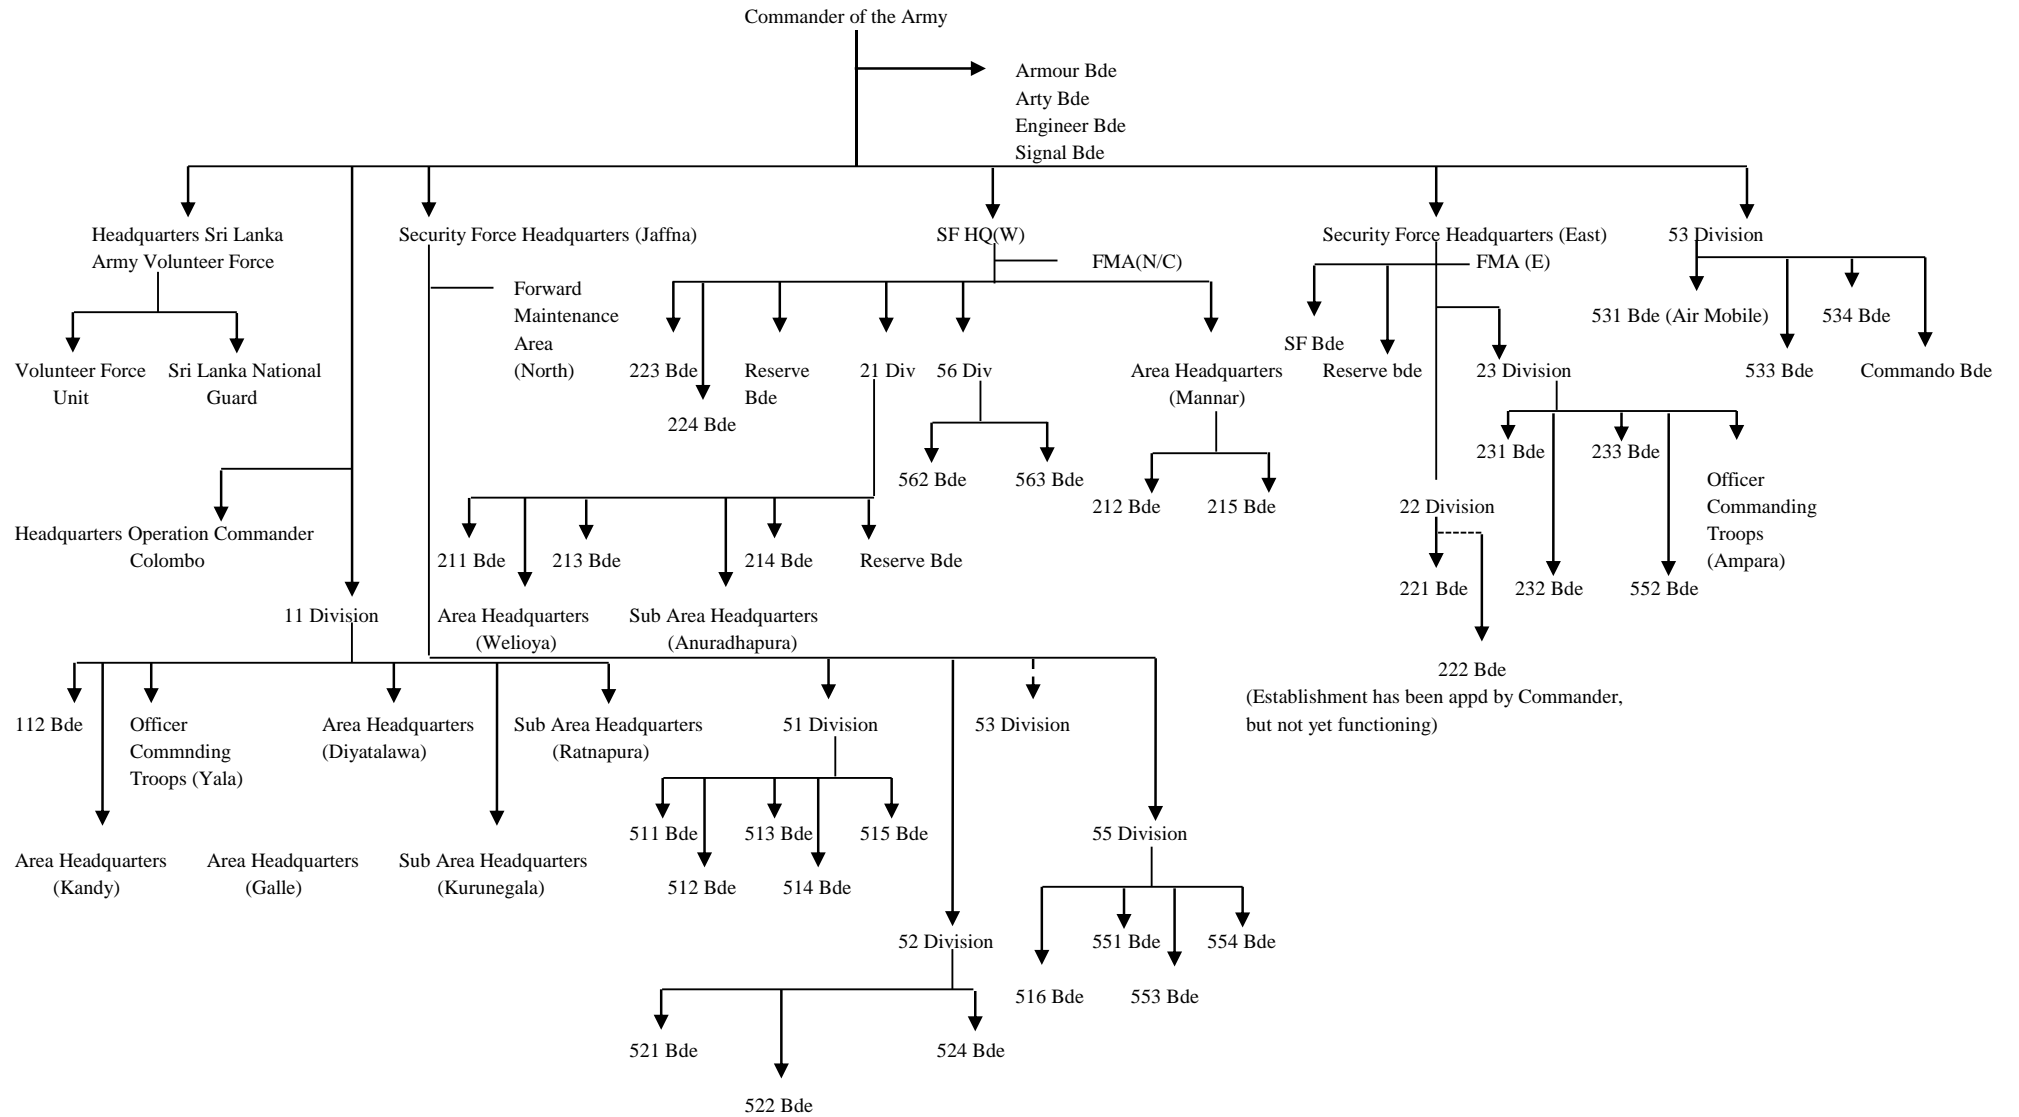 Commander of the Army
Armour Bde
Arty Bde
Engineer Bde
Signal Bde
Headquarters Sri Lanka
Army Volunteer Force
Security Force Headquarters (Jaffna)
SF HQ(W)
Security Force Headquarters (East)
53 Division
FMA(N/C)
FMA (E)
Forward
Maintenance
Area
(North)
Volunteer Force
Unit
Sri Lanka National
Guard
223 Bde
224 Bde
Reserve
Bde
21 Div
56 Div
Area Headquarters
(Mannar)
SF Bde
Reserve bde
23 Division
531 Bde (Air Mobile)
534 Bde
533 Bde
Commando Bde
562 Bde
563 Bde
212 Bde
215 Bde
231 Bde
233 Bde
Officer
Commanding
Troops
(Ampara)
22 Division
Headquarters Operation Commander
Colombo
211 Bde
213 Bde
214 Bde
Reserve Bde
221 Bde
232 Bde
552 Bde
11 Division
Area Headquarters
(Welioya)
Sub Area Headquarters
(Anuradhapura)
222 Bde
(Establishment has been appd by Commander,
but not yet functioning)
112 Bde
Officer
Commnding
Troops (Yala)
Area Headquarters
(Diyatalawa)
Sub Area Headquarters
(Ratnapura)
51 Division
53 Division
511 Bde
513 Bde
515 Bde
55 Division
Area Headquarters
(Kandy)
Area Headquarters
(Galle)
Sub Area Headquarters
(Kurunegala)
512 Bde
514 Bde
52 Division
551 Bde
554 Bde
516 Bde
553 Bde
521 Bde
524 Bde
522 Bde